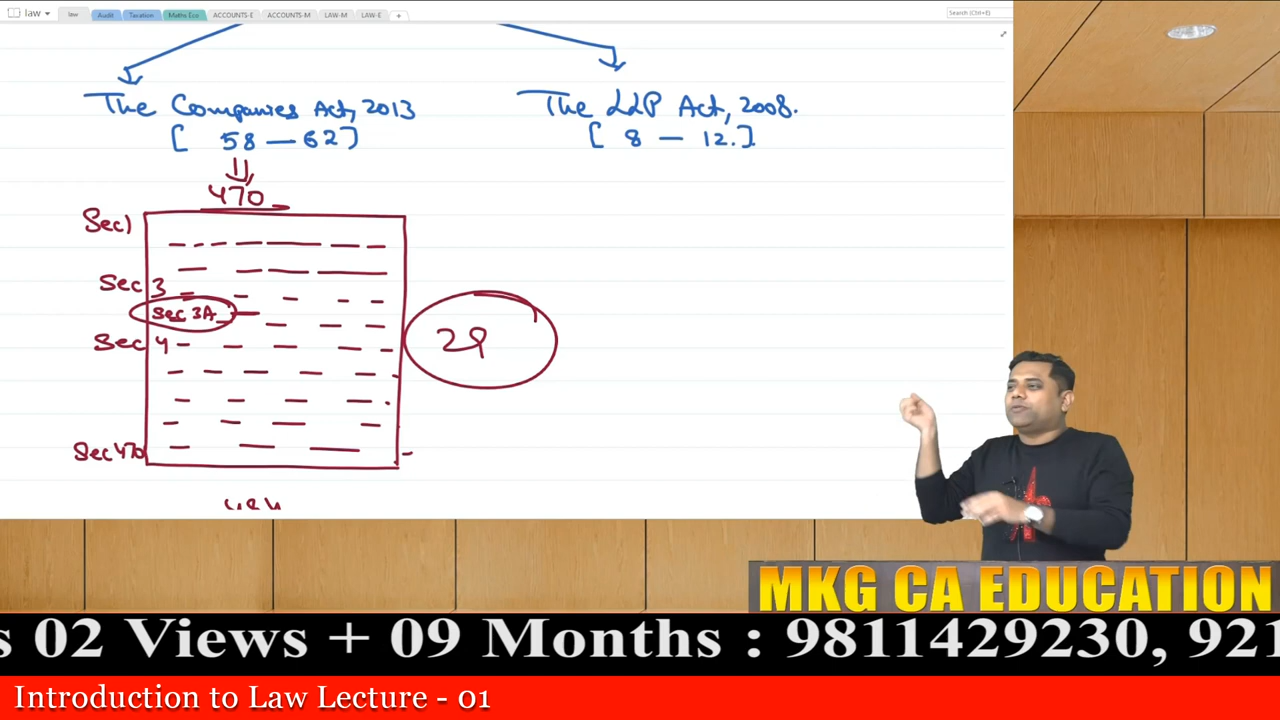 law
law
Audit
Taxation
Maths Eco
ACCOUNTS-E
ACCOUNTS-M
LAW-M
LAW-E
Search (Ctrl+E)
The Companies Act, 2013
[ 58 — 62 ]
The LLP Act, 2008.
[ 8 — 12. ]
470
Sec 1
Sec 3
Sec 3A
Sec 4
Sec 470
29
MKG CA EDUCATION
s 02 Views + 09 Months : 9811429230, 921
Introduction to Law Lecture - 01